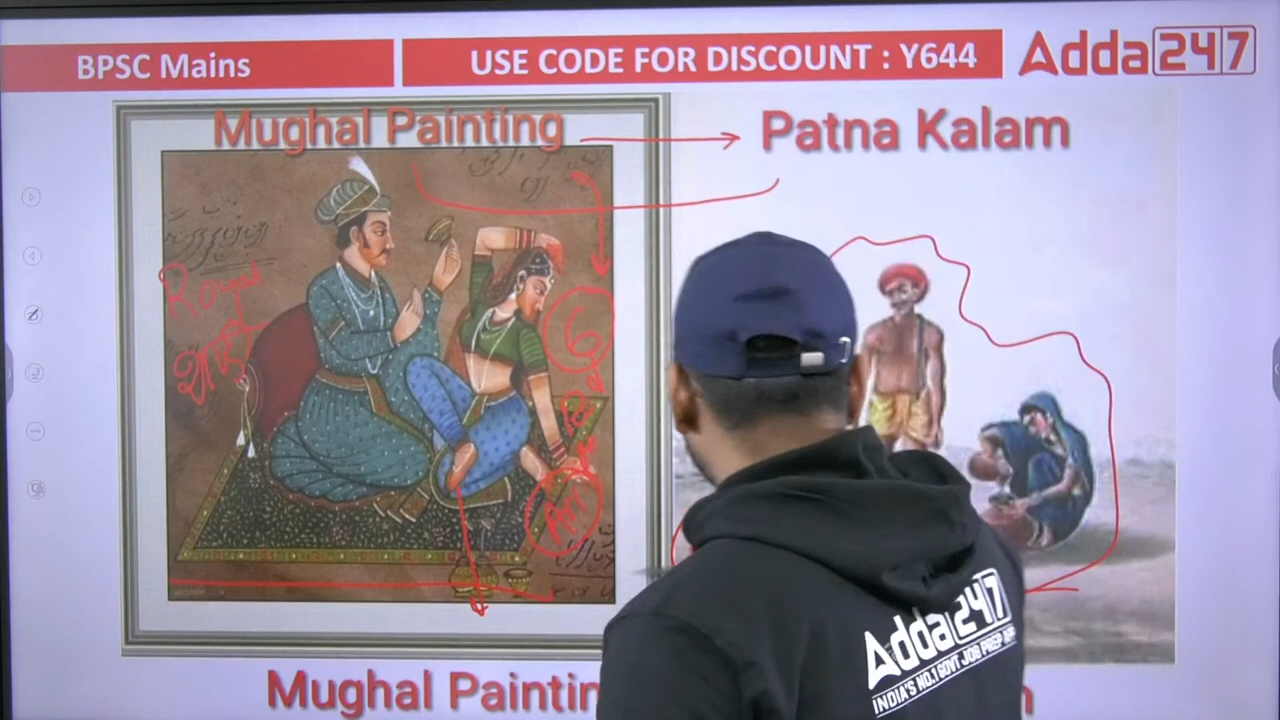 BPSC Mains
USE CODE FOR DISCOUNT : Y644
Adda247
Mughal Painting
Patna Kalam
Royal
शाही
Adda247
INDIA'S NO.1 GOVT JOB PREP APP
Mughal Paintin